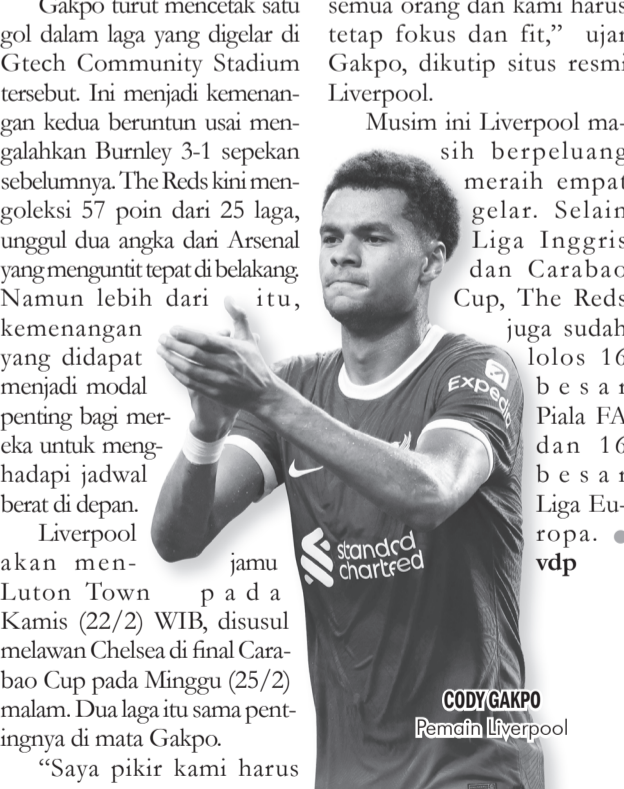 Gakpo turut mencetak satu
gol dalam laga yang digelar di
Gtech Community Stadium
tersebut. Ini menjadi kemenan-
gan kedua beruntun usai men-
galahkan Burnley 3-1 sepekan
sebelumnya. The Reds kini men-
goleksi 57 poin dari 25 laga,
unggul dua angka dari Arsenal
yang menguntit tepat di belakang.
Namun lebih dari itu,
kemenangan
yang didapat
menjadi modal
penting bagi mer-
eka untuk meng-
hadapi jadwal
berat di depan.
Liverpool
akan men- jamu
Luton Town pada
Kamis (22/2) WIB, disusul
melawan Chelsea di final Cara-
bao Cup pada Minggu (25/2)
malam. Dua laga itu sama pent-
ingnya di mata Gakpo.
“Saya pikir kami harus
semua orang dan kami harus
tetap fokus dan fit,” ujar
Gakpo, dikutip situs resmi
Liverpool.
Musim ini Liverpool ma-
sih berpeluang
meraih empat
gelar. Selain
Liga Inggris
dan Carabao
Cup, The Reds
juga sudah
lolos 16
besar
Piala FA
dan 16
besar
Liga Eu-
ropa.
vdp
Expedia
standard
chartered
CODY GAKPO
Pemain Liverpool